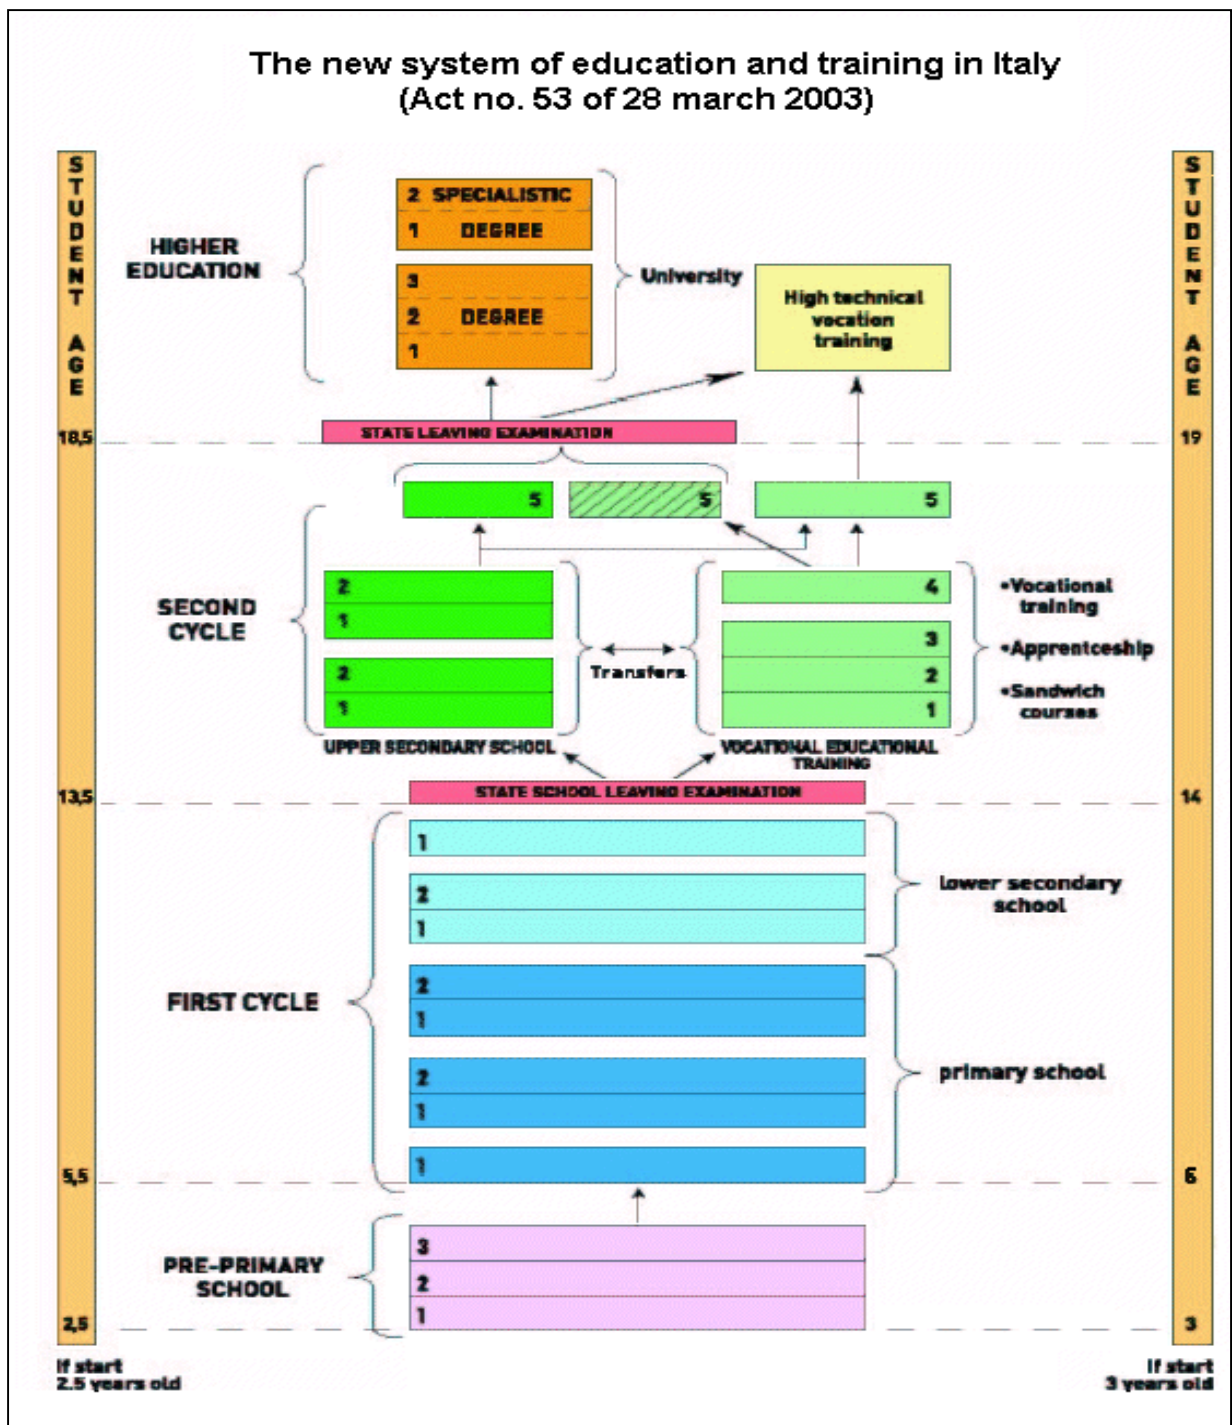 The new system of education and training in Italy
(Act no. 53 of 28 march 2003)
STUDENT AGE
STUDENT AGE
HIGHER
EDUCATION
2 SPECIALISTIC
1 DEGREE
3
2 DEGREE
1
University
High technical
vocation
training
STATE LEAVING EXAMINATION
18,5
19
5
5
5
SECOND
CYCLE
2
1
2
1
Transfers
4
3
2
1
•Vocational
training
•Apprentceship
•Sandwich
courses
UPPER SECONDARY SCHOOL
VOCATIONAL EDUCATIONAL
TRAINING
STATE SCHOOL LEAVING EXAMINATION
13,5
14
FIRST CYCLE
1
2
1
lower secondary
school
2
1
2
1
1
primary school
5,5
6
PRE-PRIMARY
SCHOOL
3
2
1
2,5
3
If start
2.5 years old
If start
3 years old